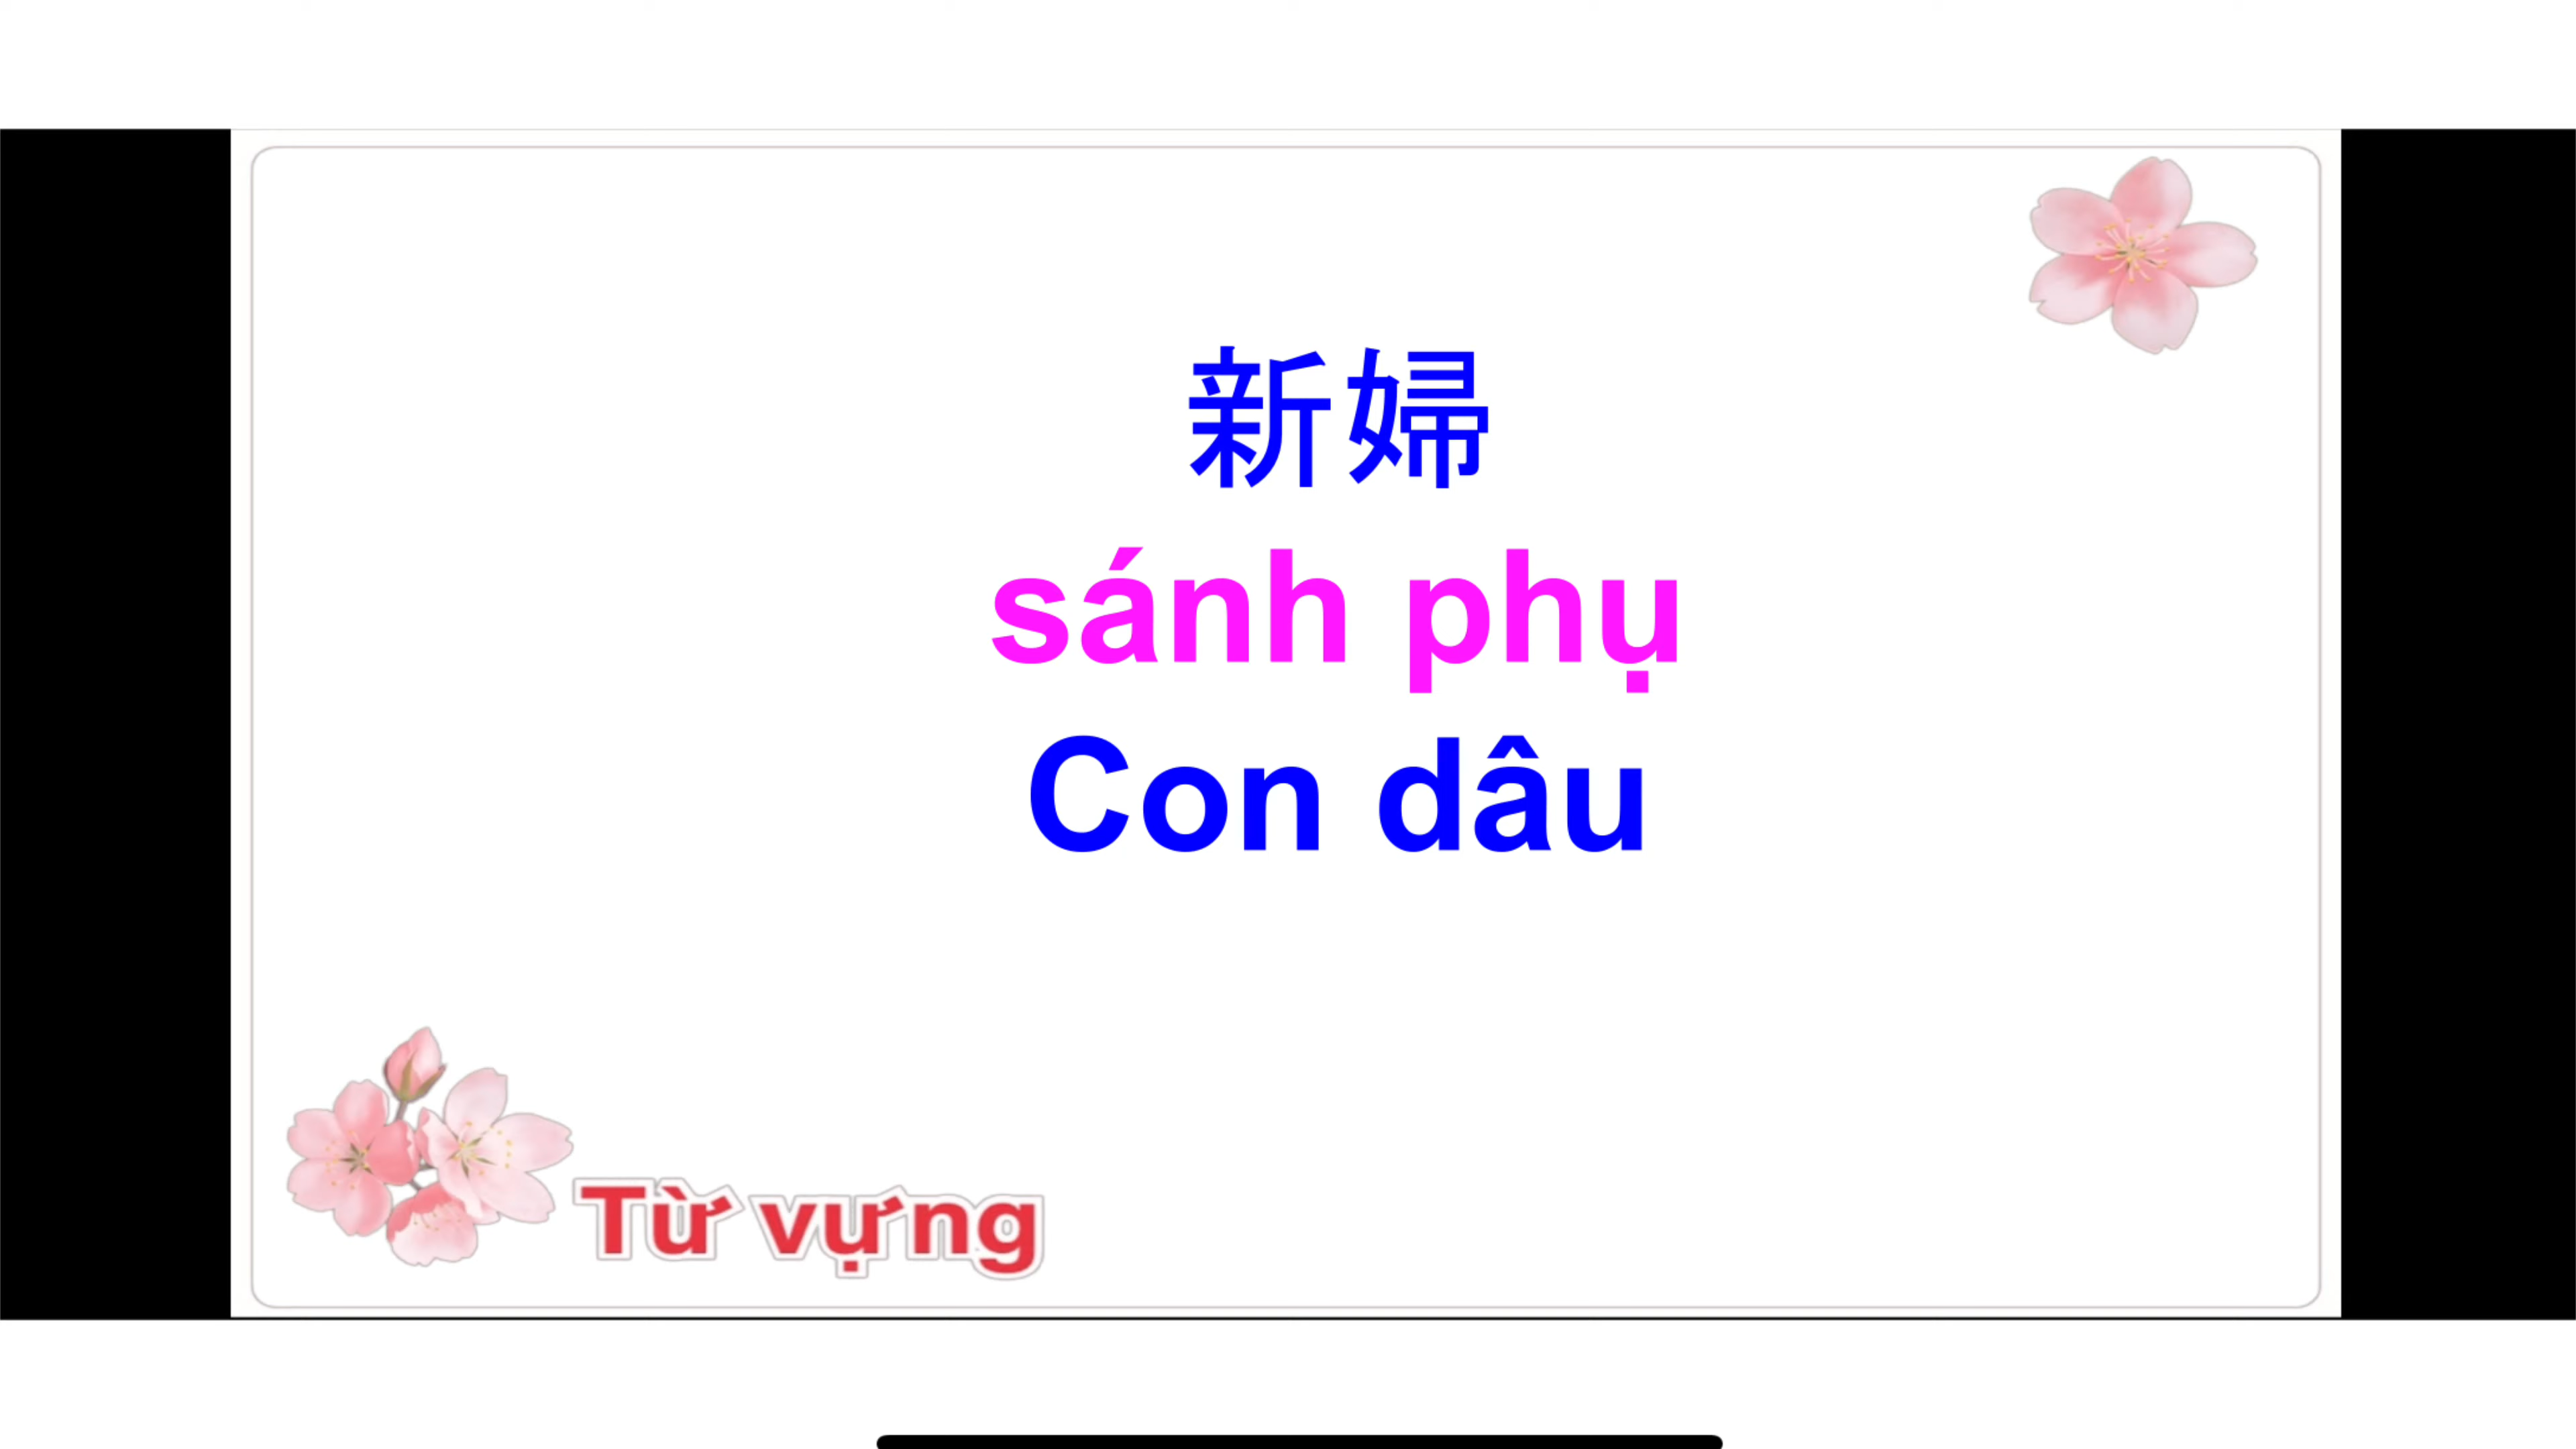 新婦
sánh phụ
Con dâu
Từ vựng